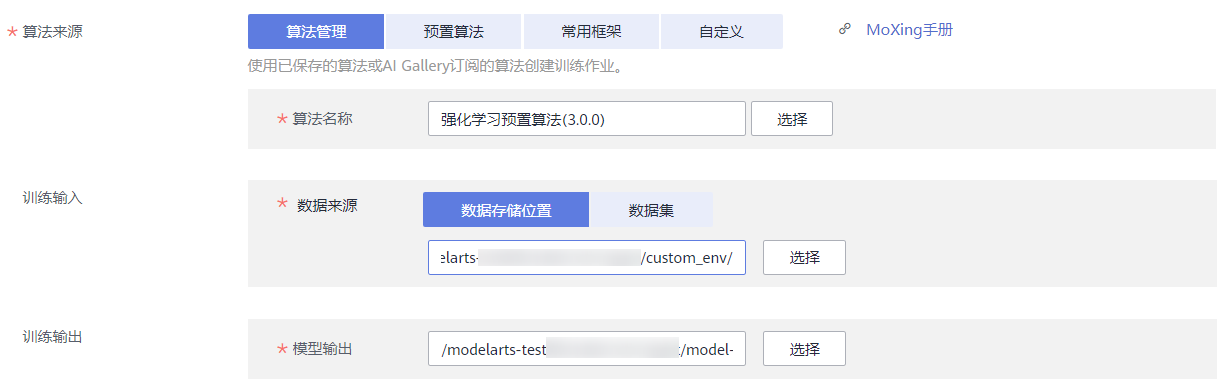 * 算法来源 算法管理 预置算法 常用框架 自定义 MoXing手册
使用已保存的算法或AI Gallery订阅的算法创建训练作业。
* 算法名称 强化学习预置算法(3.0.0) 选择
训练输入 * 数据来源 数据存储位置 数据集
elarts- /custom_env/ 选择
训练输出 * 模型输出 /modelarts-test /model- 选择